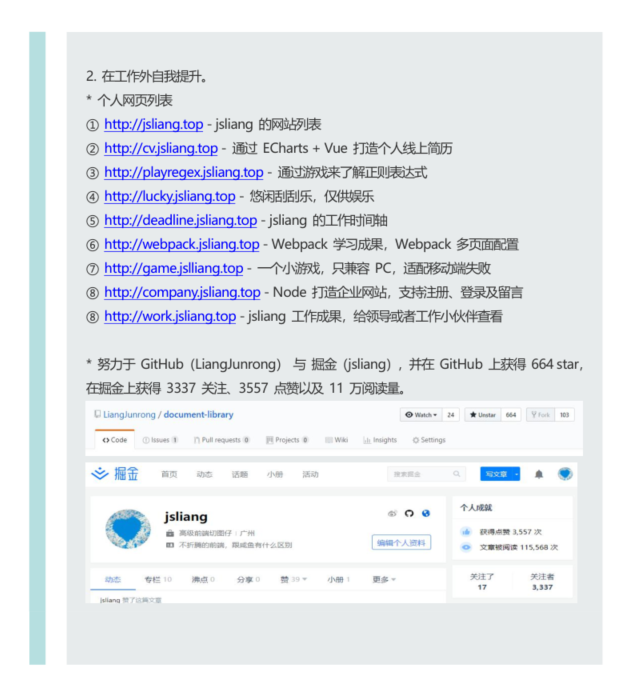 2. 在工作外自我提升。
* 个人网页列表
① http://jsliang.top - jsliang 的网站列表
② http://cv.jsliang.top - 通过 ECharts + Vue 打造个人线上简历
③ http://playregex.jsliang.top - 通过游戏来了解正则表达式
④ http://lucky.jsliang.top - 悠闲刮刮乐，仅供娱乐
⑤ http://deadline.jsliang.top - jsliang 的工作时间轴
⑥ http://webpack.jsliang.top - Webpack 学习成果，Webpack 多页面配置
⑦ http://game.jslliang.top - 一个小游戏，只兼容 PC，适配移动端失败
⑧ http://company.jsliang.top - Node 打造企业网站，支持注册、登录及留言
⑧ http://work.jsliang.top - jsliang 工作成果，给领导或者工作小伙伴查看
* 努力于 GitHub（LiangJunrong） 与 掘金（jsliang），并在 GitHub 上获得 664 star，
在掘金上获得 3337 关注、3557 点赞以及 11 万阅读量。
LiangJunrong / document-library Watch 24 Unstar 664 Fork 103
Code Issues Pull requests Projects Wiki Insights Settings
掘金 首页 动态 话题 小册 活动 搜索掘金 写文章
jsliang
高级前端切图仔：广州
不折腾的前端，跟咸鱼有什么区别
编辑个人资料
动态 专栏 10 沸点 0 分享 0 赞 39 小册 1 更多
jsliang 赞了这篇文章
个人成就
获得点赞 3,557 次
文章被阅读 115,568 次
关注了 关注者
17 3,337